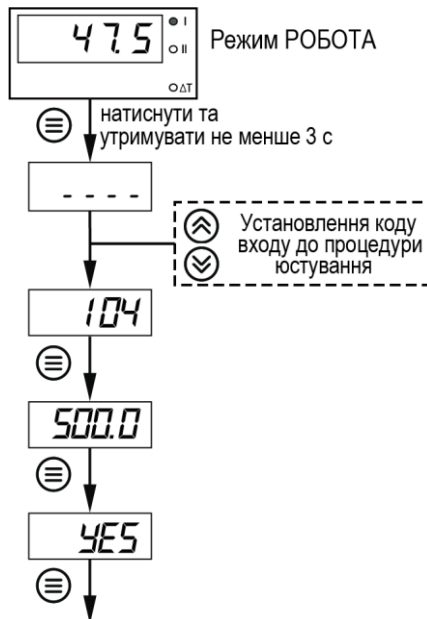 47.5
I
II
ΔT
Режим РОБОТА
натиснути та
утримувати не менше 3 с
- - - -
Установлення коду
входу до процедури
юстування
104
500.0
YES